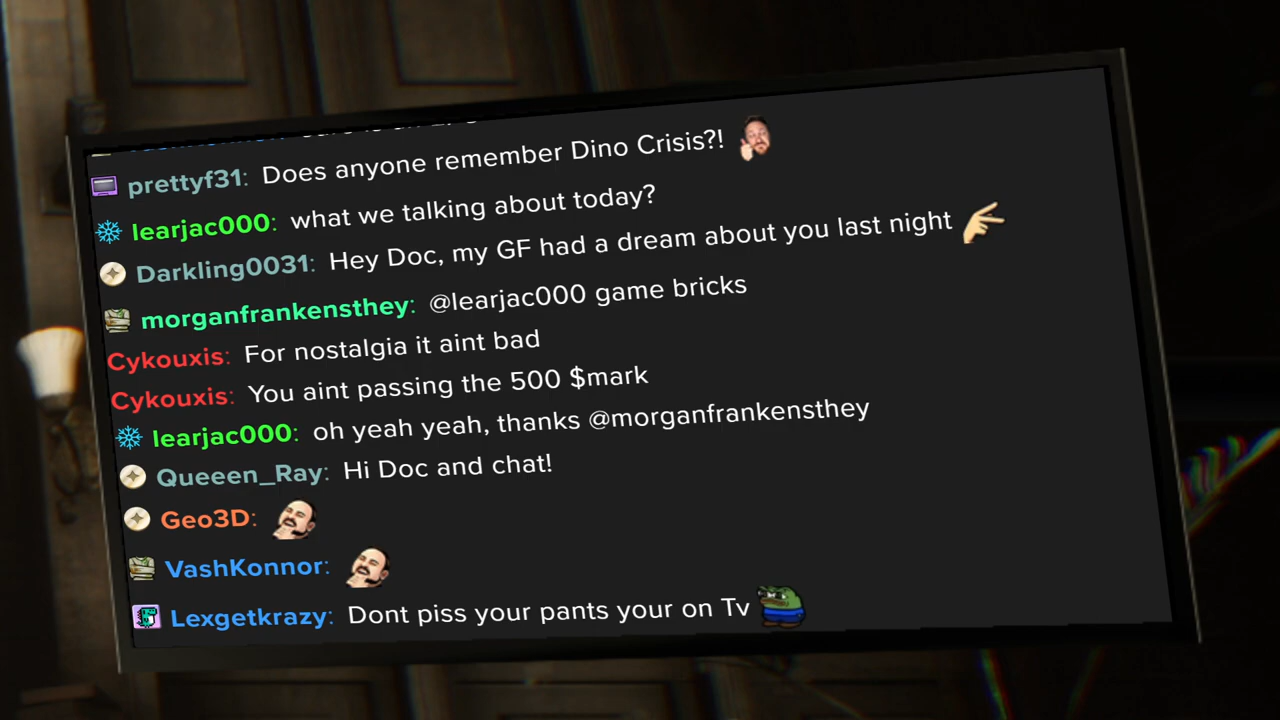 prettyf31: Does anyone remember Dino Crisis?!
learjac000: what we talking about today?
Darkling0031: Hey Doc, my GF had a dream about you last night
morganfrankensthey: @learjac000 game bricks
Cykouxis: For nostalgia it aint bad
Cykouxis: You aint passing the 500 $mark
learjac000: oh yeah yeah, thanks @morganfrankensthey
Queeen_Ray: Hi Doc and chat!
Geo3D:
VashKonnor:
Lexgetkrazy: Dont piss your pants your on Tv